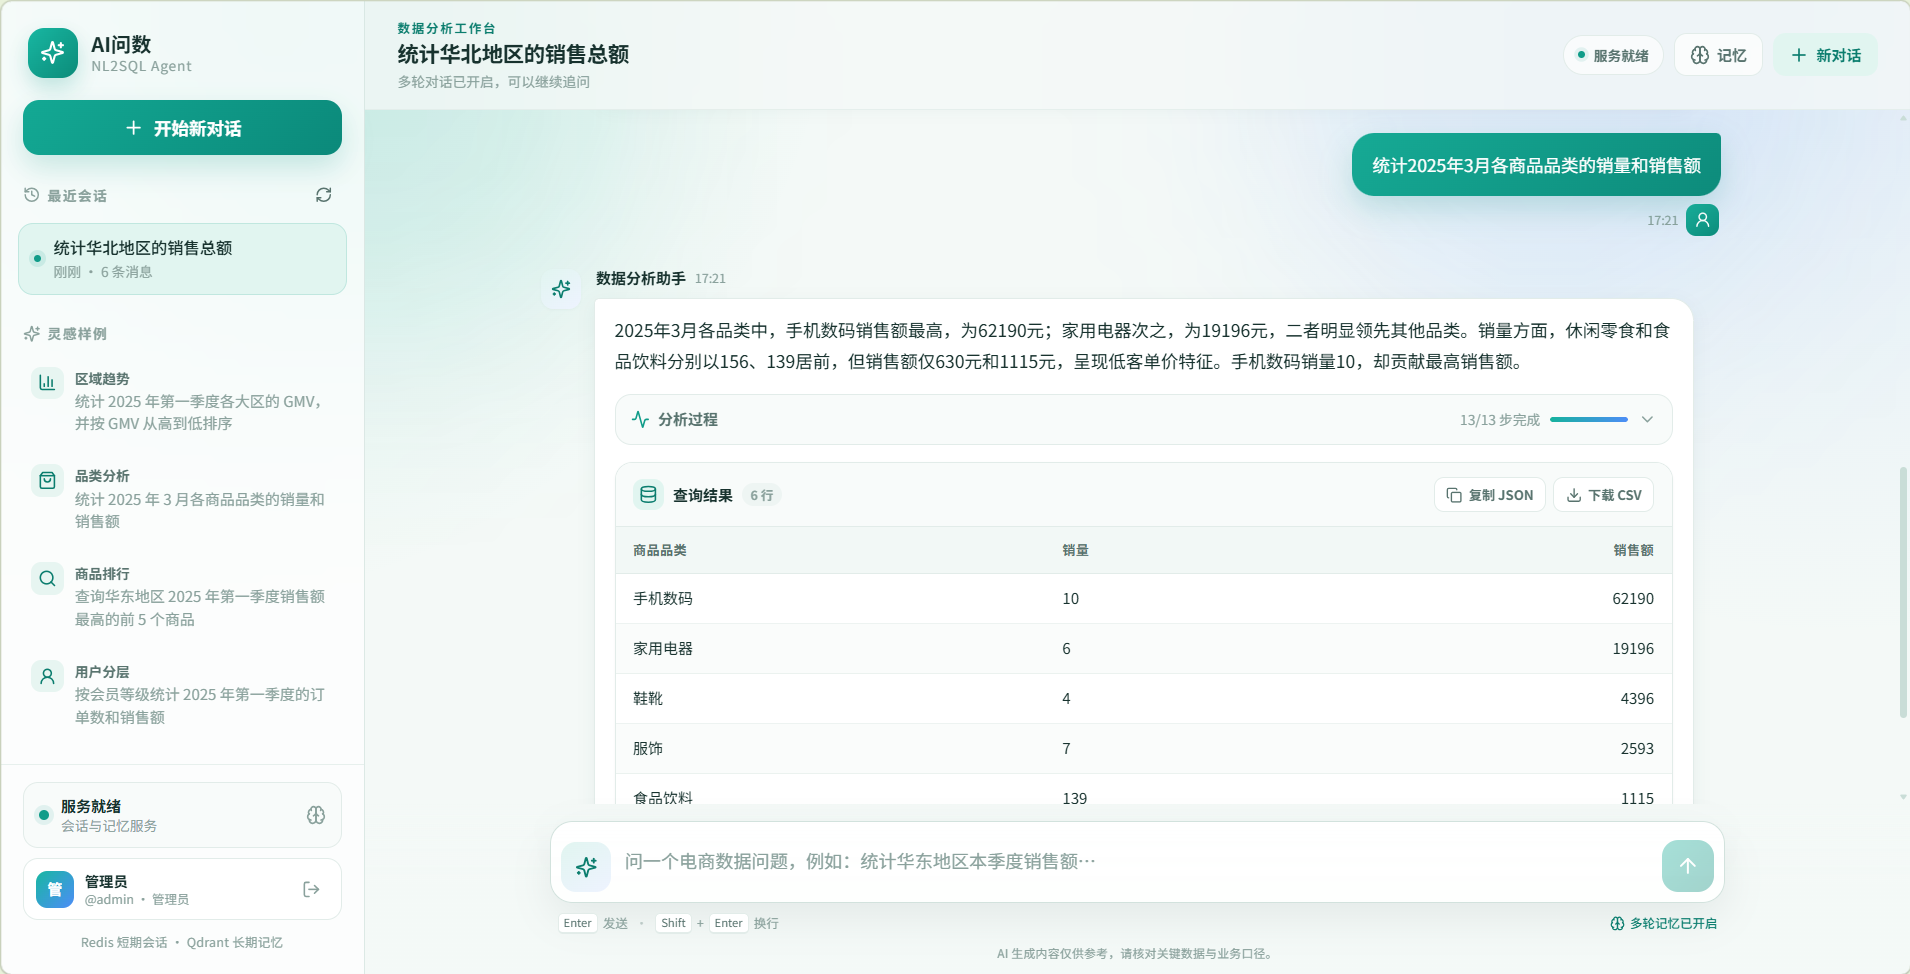 AI问数
NL2SQL Agent
开始新对话
最近会话
统计华北地区的销售总额
刚刚 · 6 条消息
灵感样例
区域趋势
统计 2025 年第一季度各大区的 GMV，
并按 GMV 从高到低排序
品类分析
统计 2025 年 3 月各商品品类的销量和
销售额
商品排行
查询华东地区 2025 年第一季度销售额
最高的前 5 个商品
用户分层
按会员等级统计 2025 年第一季度的订
单数和销售额
服务就绪
会话与记忆服务
管
管理员
@admin · 管理员
Redis 短期会话 · Qdrant 长期记忆
数据分析工作台
统计华北地区的销售总额
多轮对话已开启，可以继续追问
服务就绪
记忆
新对话
统计2025年3月各商品品类的销量和销售额
17:21
数据分析助手 17:21
2025年3月各品类中，手机数码销售额最高，为62190元；家用电器次之，为19196元，二者明显领先其他品类。销量方面，休闲零食和食
品饮料分别以156、139居前，但销售额仅630元和1115元，呈现低客单价特征。手机数码销量10，却贡献最高销售额。
分析过程 13/13 步完成
查询结果 6 行 复制 JSON 下载 CSV
商品品类 销量 销售额
手机数码 10 62190
家用电器 6 19196
鞋靴 4 4396
服饰 7 2593
食品饮料 139 1115
问一个电商数据问题，例如：统计华东地区本季度销售额…
Enter 发送 · Shift + Enter 换行
多轮记忆已开启
AI 生成内容仅供参考，请核对关键数据与业务口径。